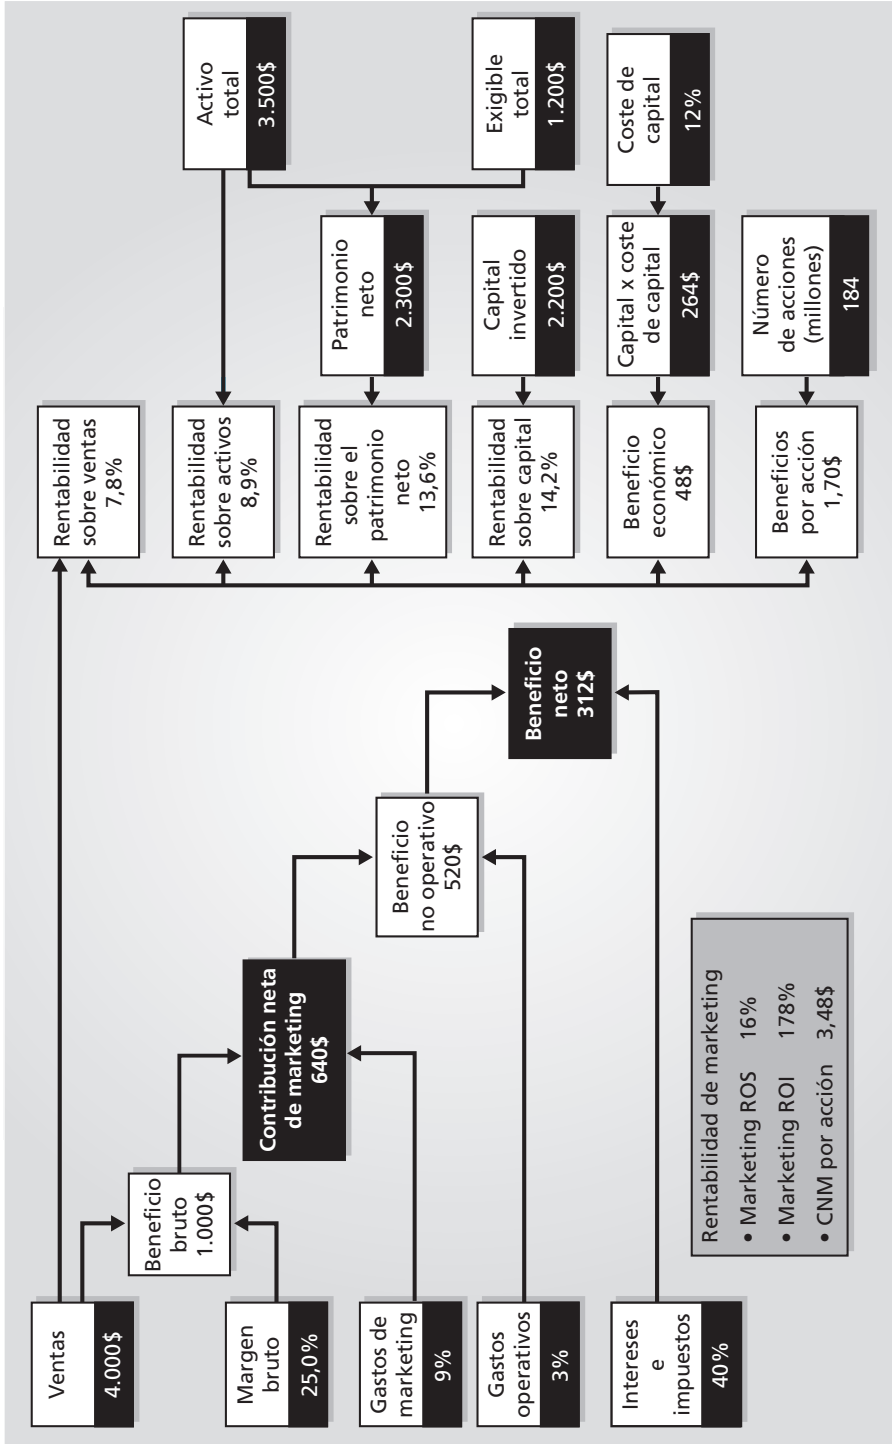 Ventas
4.000$
Margen
bruto
25,0%
Gastos de
marketing
9%
Gastos
operativos
3%
Intereses
e
impuestos
40%
Beneficio
bruto
1.000$
Contribución neta
de marketing
640$
Beneficio
no operativo
520$
Beneficio
neto
312$
Rentabilidad de marketing
• Marketing ROS 16%
• Marketing ROI 178%
• CNM por acción 3,48$
Rentabilidad
sobre ventas
7,8%
Rentabilidad
sobre activos
8,9%
Rentabilidad
sobre el
patrimonio
neto
13,6%
Rentabilidad
sobre capital
14,2%
Beneficio
económico
48$
Beneficios
por acción
1,70$
Patrimonio
neto
2.300$
Capital
invertido
2.200$
Capital x coste
de capital
264$
Número
de acciones
(millones)
184
Activo
total
3.500$
Exigible
total
1.200$
Coste de
capital
12%